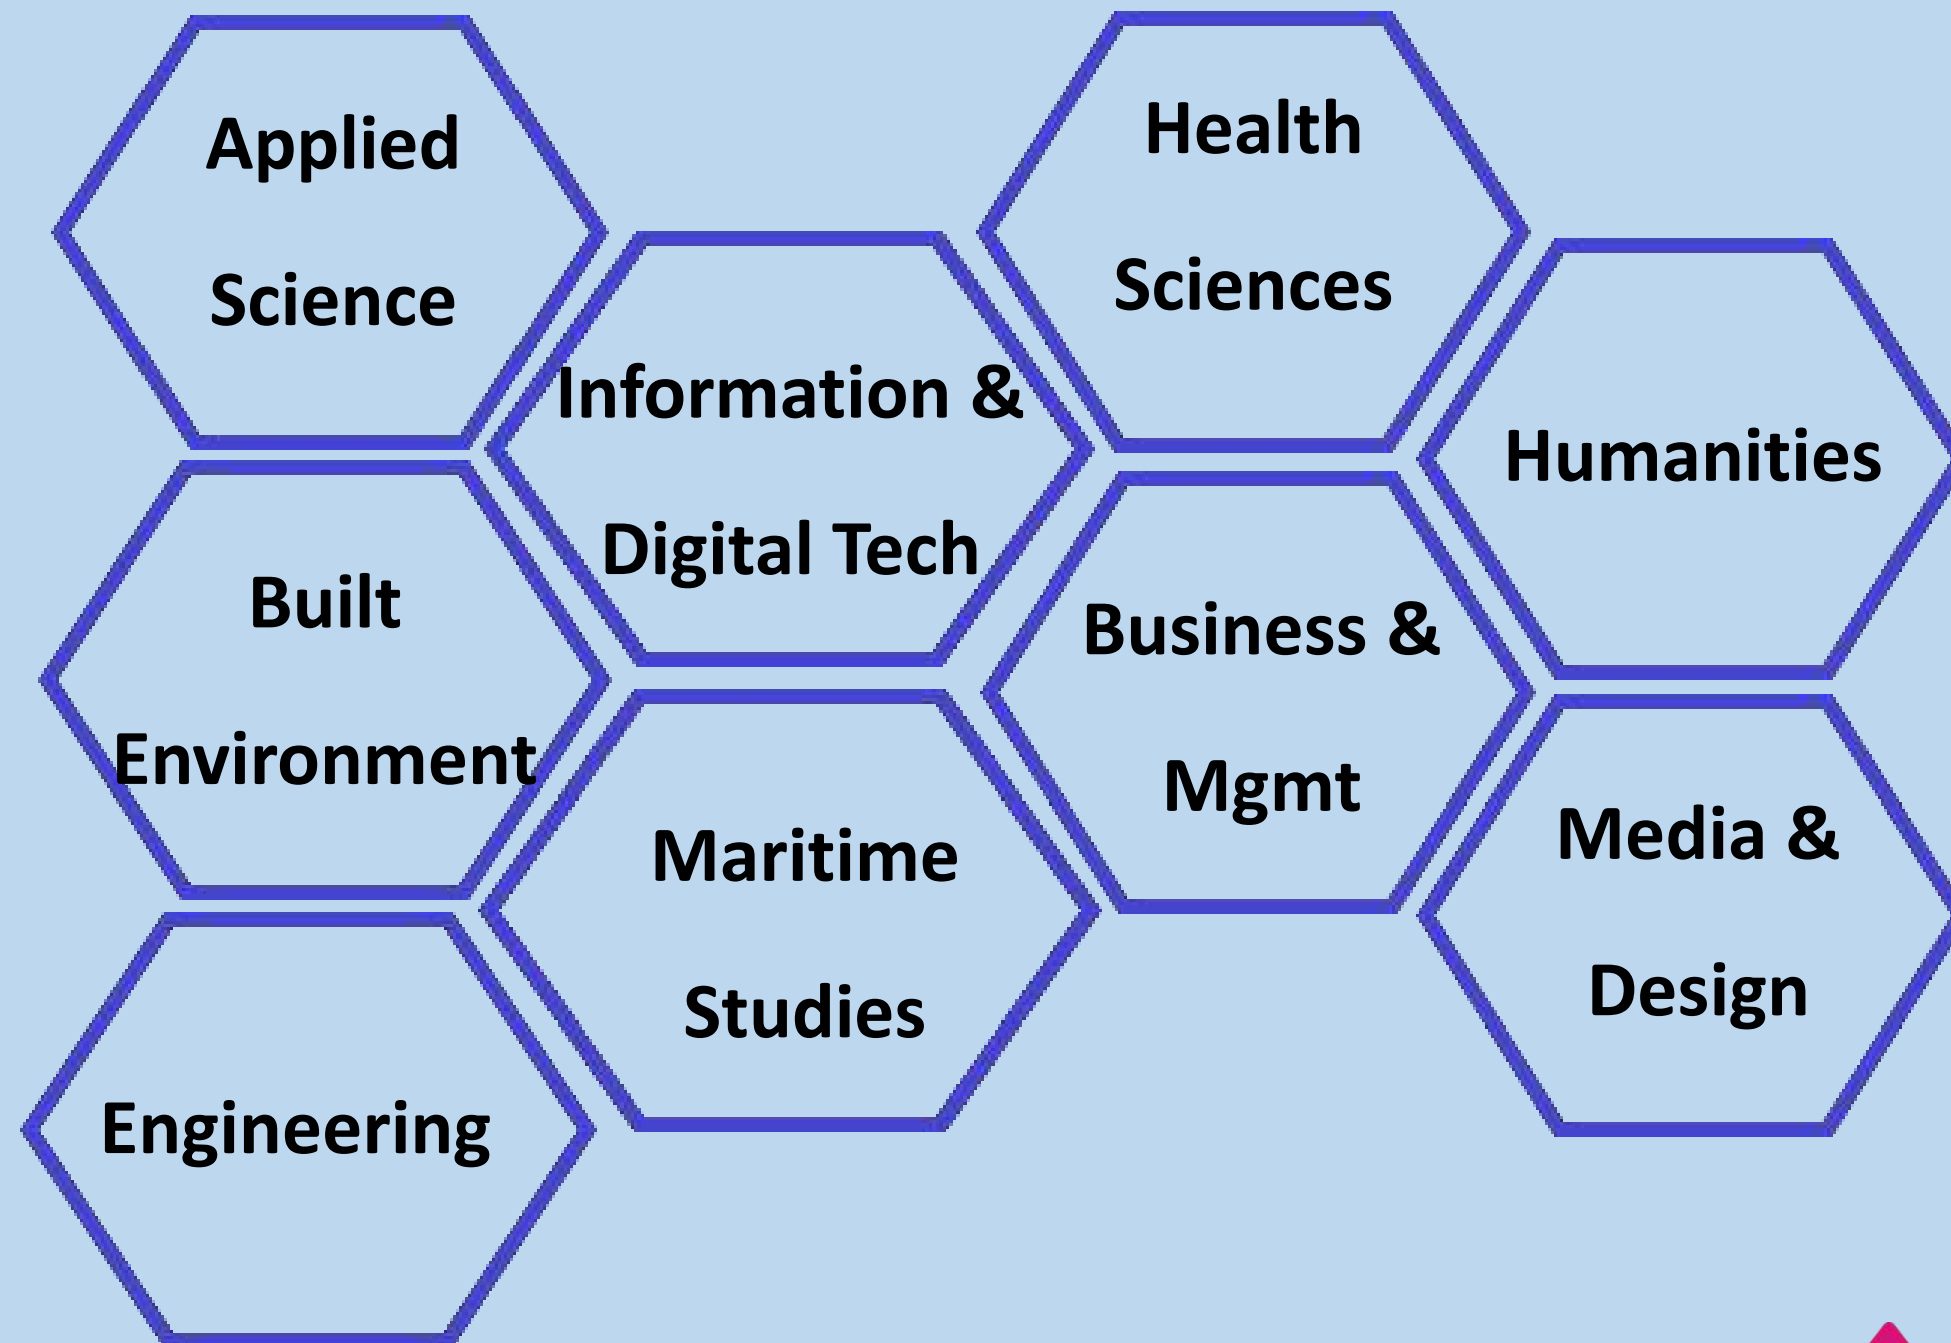 Applied
Science
Health
Sciences
Information &
Digital Tech
Humanities
Built
Environment
Business &
Mgmt
Maritime
Studies
Media &
Design
Engineering